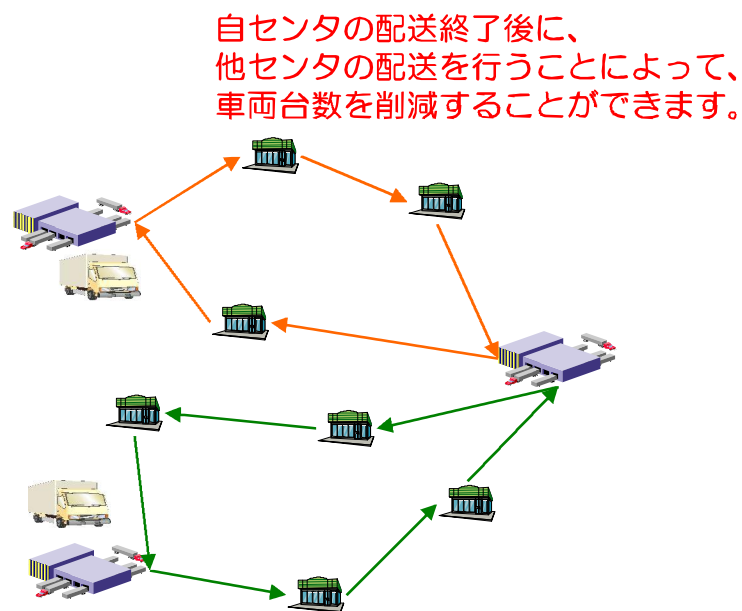 自センタの配送終了後に、
他センタの配送を行うことによって、
車両台数を削減することができます。